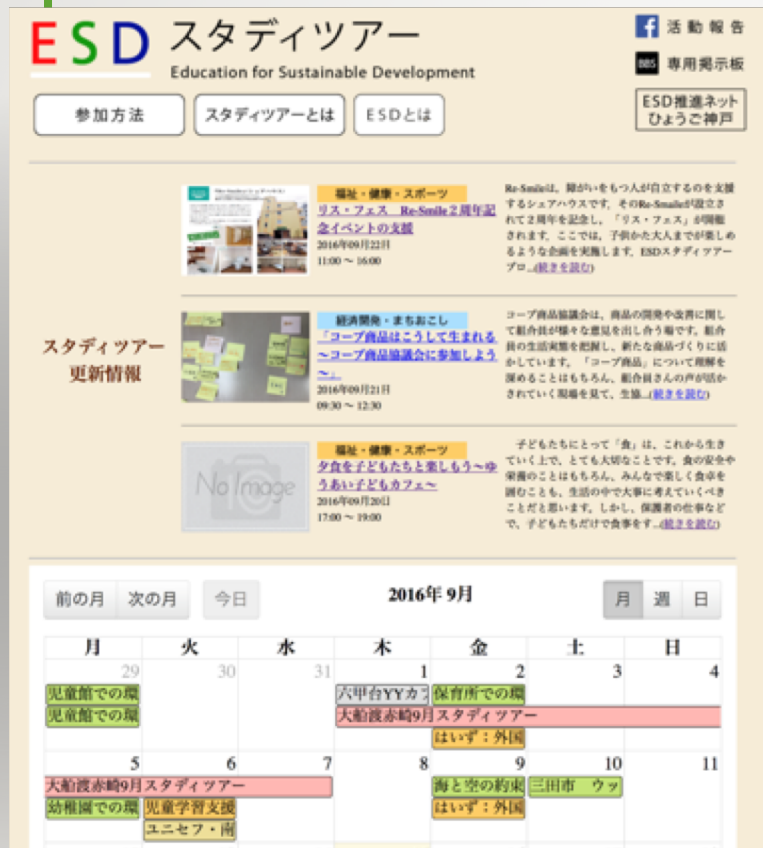 ESD スタディツアー
Education for Sustainable Development
活動報告
BBS 専用掲示板
参加方法
スタディツアーとは
ESDとは
ESD推進ネット
ひょうご神戸
スタディツアー
更新情報
福祉・健康・スポーツ
リス・フェス Re-Smile２周年記
念イベントの支援
2016年09月22日
11:00 ～ 16:00
Re-Smileは、障がいをもつ人が自立するのを支援
するシェアハウスです。そのRe-Smaileが設立さ
れて２周年を記念し、「リス・フェス」が開催
されます。ここでは、子供かた大人までが楽しめ
るような企画を実施します。ESDスタディツアー
プロ...(続きを読む)
経済開発・まちおこし
「コープ商品はこうして生まれる
～コープ商品協議会に参加しよう
～」
2016年09月21日
09:30 ～ 12:30
コープ商品協議会は、商品の開発や改善に関し
て組合員が様々な意見を出し合う場です。組合
員の生活実態を把握し、新たな商品づくりに活
かしています。「コープ商品」について理解を
深めることはもちろん、組合員さんの声が活か
されていく現場を見て、生協...(続きを読む)
No Image
福祉・健康・スポーツ
夕食を子どもたちと楽しもう～ゆ
うあい子どもカフェ～
2016年09月20日
17:00 ～ 19:00
子どもたちにとって「食」は、これから生き
ていく上で、とても大切なことです。食の安全や
栄養のことはもちろん、みんなで楽しく食卓を
囲むことも、生活の中で大事に考えていくべき
ことだと思います。しかし、保護者の仕事など
で、子どもたちだけで食事をす...(続きを読む)
前の月 次の月 今日
2016年 9月
月 週 日
月 火 水 木 金 土 日
29 30 31 1 2 3 4
児童館での環 六甲台YYカフ 保育所での環
児童館での環 大船渡赤崎9月スタディツアー
はいず：外国
5 6 7 8 9 10 11
大船渡赤崎9月スタディツアー 海と空の約束 三田市 ウッ
幼稚園での環 児童学習支援 はいず：外国
ユニセフ・南